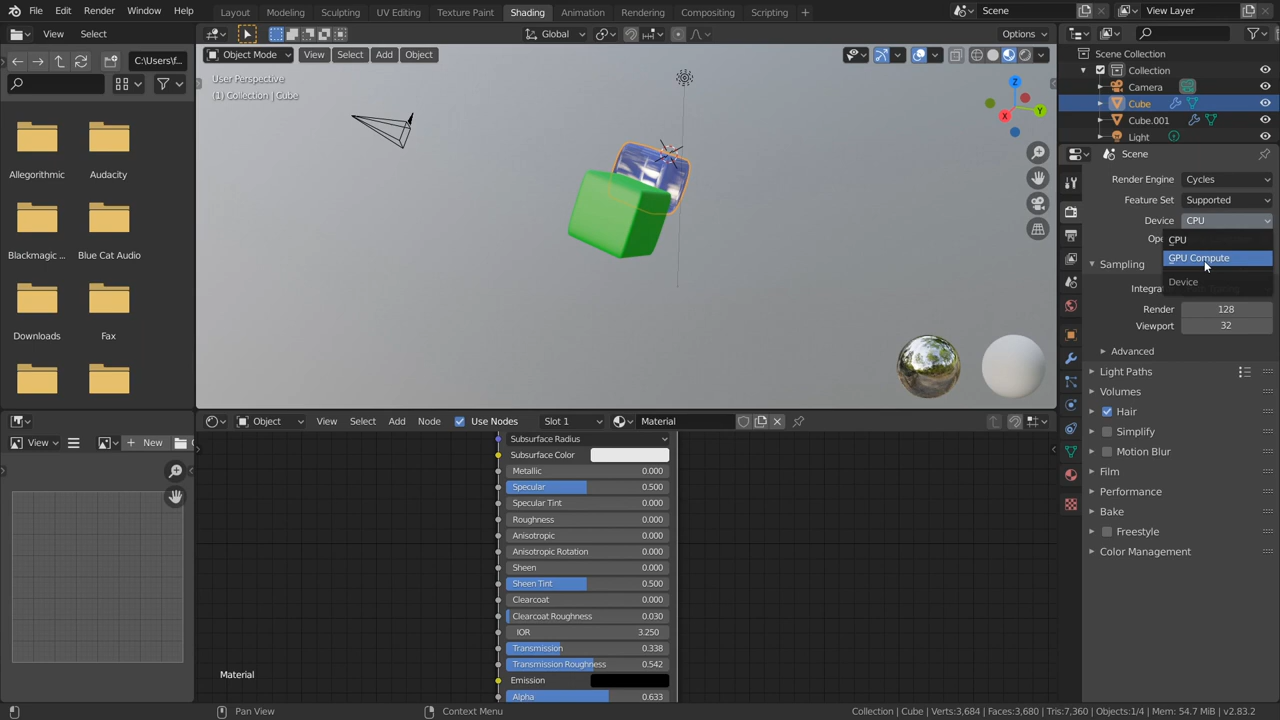 File Edit Render Window Help Layout Modeling Sculpting UV Editing Texture Paint Shading Animation Rendering Compositing Scripting + Scene View Layer
View Select Global Options
C:\Users\f...
Object Mode View Select Add Object
User Perspective
(1) Collection | Cube
Allegorithmic Audacity
Blackmagic ... Blue Cat Audio
Downloads Fax
X Y Z
Scene Collection
Collection
Camera
Cube
Cube.001
Light
Scene
Render Engine Cycles
Feature Set Supported
Device CPU
CPU
GPU Compute
Device
Sampling
Render 128
Viewport 32
Advanced
Light Paths
Volumes
Hair
Simplify
Motion Blur
Film
Performance
Bake
Freestyle
Color Management
View + New
Object View Select Add Node Use Nodes Slot 1 Material
Subsurface Radius
Subsurface Color
Metallic 0.000
Specular 0.500
Specular Tint 0.000
Roughness 0.000
Anisotropic 0.000
Anisotropic Rotation 0.000
Sheen 0.000
Sheen Tint 0.500
Clearcoat 0.000
Clearcoat Roughness 0.030
IOR 3.250
Transmission 0.338
Transmission Roughness 0.542
Emission
Alpha 0.633
Material
Pan View Context Menu
Collection | Cube | Verts:3,684 | Faces:3,680 | Tris:7,360 | Objects:1/4 | Mem: 54.7 MiB | v2.83.2